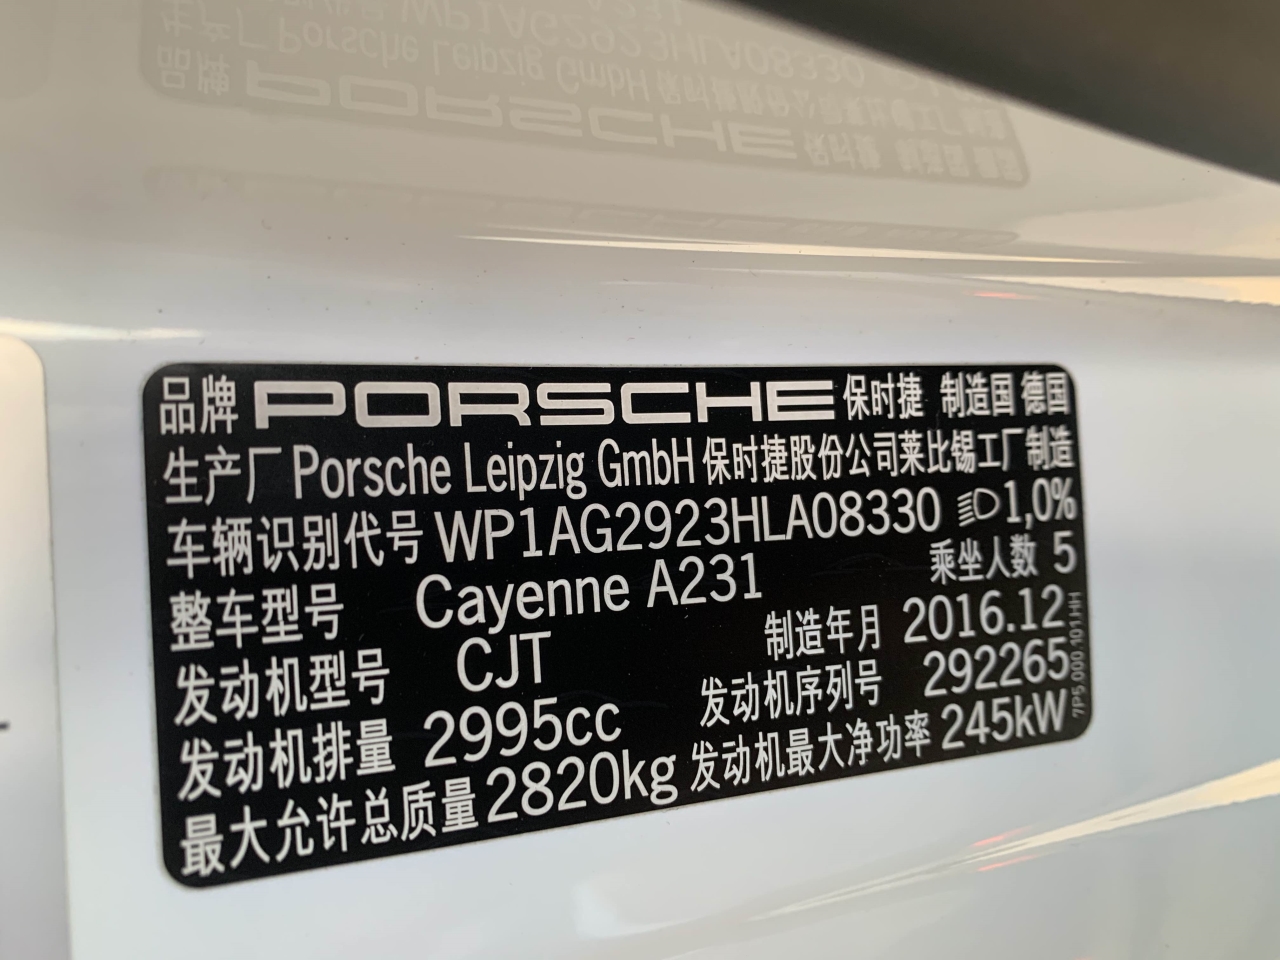 品牌 PORSCHE 保时捷 制造国 德国
生产厂 Porsche Leipzig GmbH 保时捷股份公司莱比锡工厂制造
车辆识别代号 WP1AG2923HLA08330 1,0%
整车型号 Cayenne A231 乘坐人数 5
发动机型号 CJT 制造年月 2016.12
发动机排量 2995cc 发动机序列号 292265
最大允许总质量 2820kg 发动机最大净功率 245kW
7P5.000.101.HH